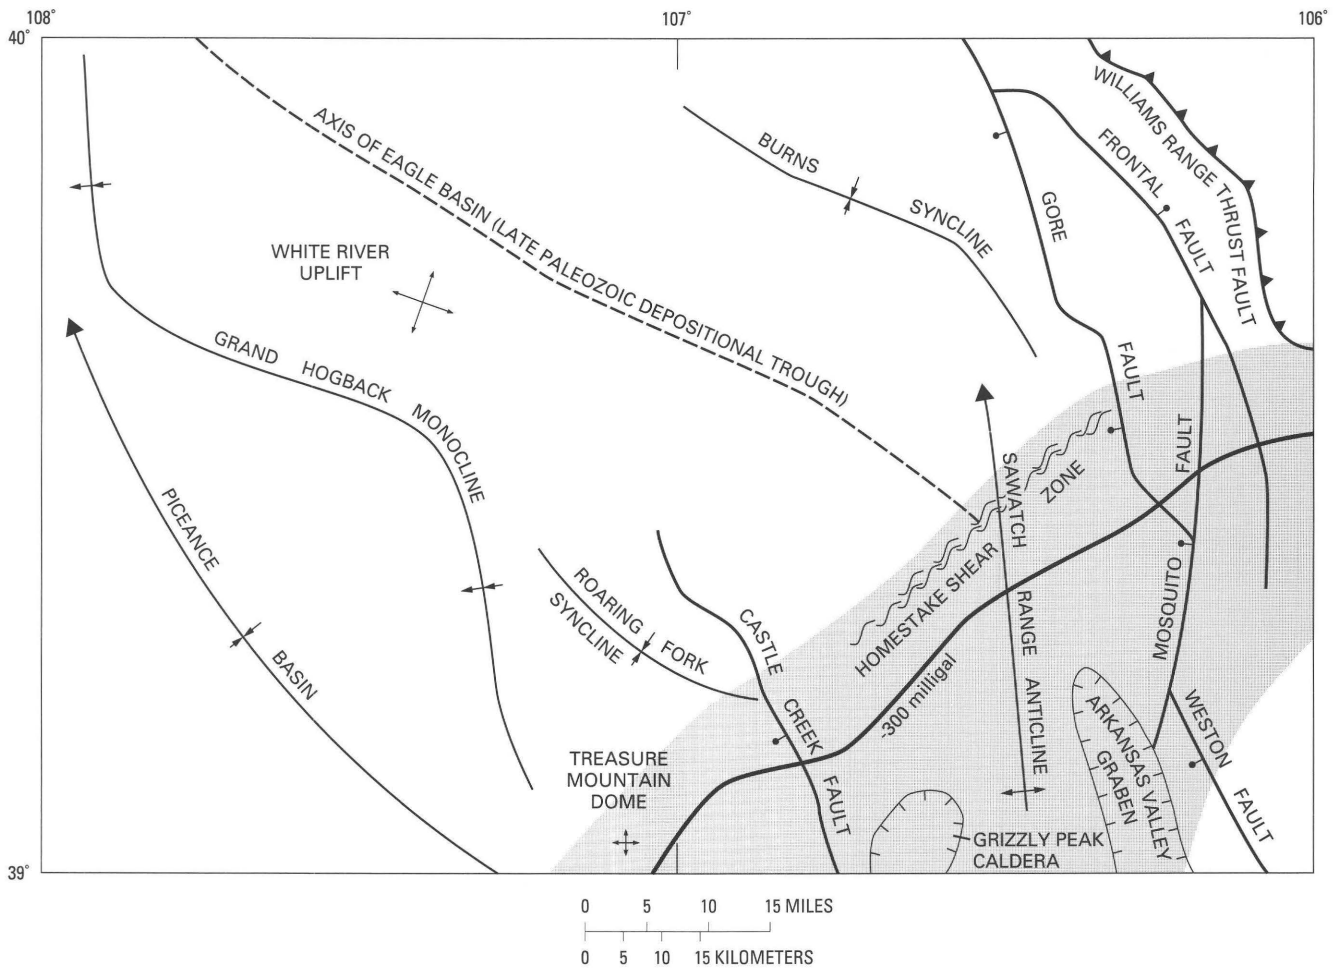 108°
107°
106°
40°
WILLIAMS RANGE THRUST FAULT
AXIS OF EAGLE BASIN (LATE PALEOZOIC DEPOSITIONAL TROUGH)
BURNS SYNCLINE
FRONTAL FAULT
GORE FAULT
WHITE RIVER
UPLIFT
GRAND HOGBACK MONOCLINE
PICEANCE BASIN
SAWATCH RANGE ANTICLINE
HOMESTAKE SHEAR ZONE
MOSQUITO FAULT
ROARING FORK
SYNCLINE
CASTLE CREEK FAULT
-300 milligal
ARKANSAS VALLEY
GRABEN
WESTON FAULT
TREASURE
MOUNTAIN
DOME
GRIZZLY PEAK
CALDERA
39°
0 5 10 15 MILES
0 5 10 15 KILOMETERS